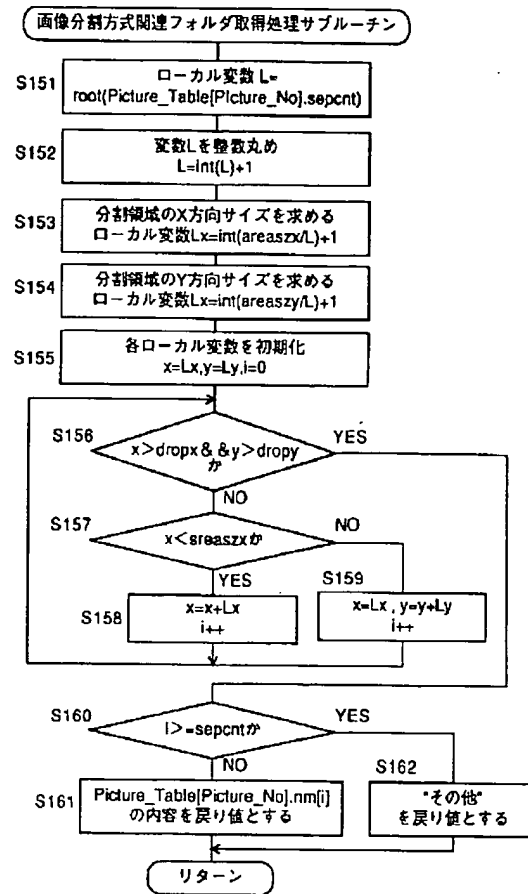 画像分割方式関連フォルダ取得処理サブルーチン
S151
ローカル変数 L=
root(Picture_Table[Picture_No].sepcnt)
S152
変数Lを整数丸め
L=int(L)+1
S153
分割領域のX方向サイズを求める
ローカル変数Lx=int(areaszx/L)+1
S154
分割領域のY方向サイズを求める
ローカル変数Lx=int(areaszy/L)+1
S155
各ローカル変数を初期化
x=Lx,y=Ly,i=0
S156
x>dropx&&y>dropy
か
YES
NO
S157
x<sreaszxか
NO
YES
S158
x=x+Lx
i++
S159
x=Lx , y=y+Ly
i++
S160
i>=sepcntか
YES
NO
S161
Picture_Table[Picture_No].nm[i]
の内容を戻り値とする
S162
"その他"
を戻り値とする
リターン